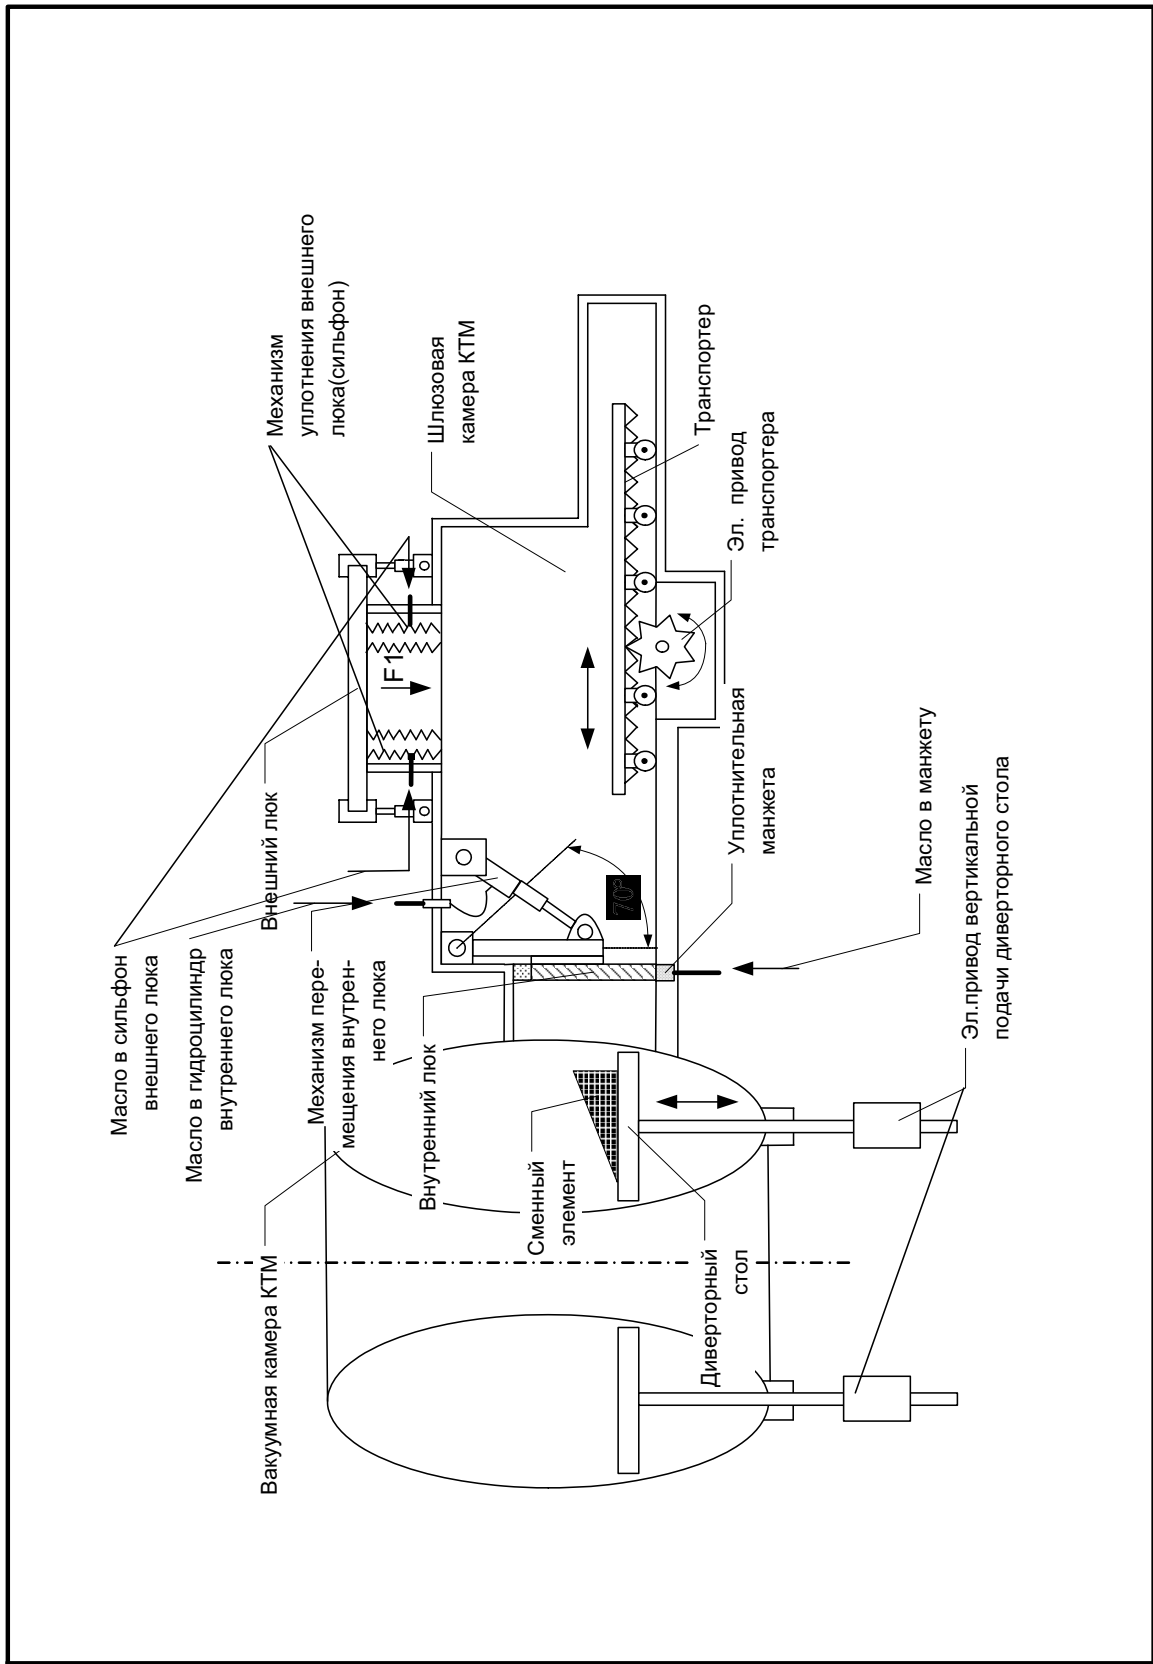 Масло в сильфон
внешнего люка
Масло в гидроцилиндр
внутреннего люка
Механизм пере-
мещения внутрен-
него люка
Внутренний люк
Вакуумная камера КТМ
Внешний люк
Механизм
уплотнения внешнего
люка(сильфон)
F1
Шлюзовая
камера КТМ
70°
Сменный
элемент
Диверторный
стол
Транспортер
Эл. привод
транспортера
Уплотнительная
манжета
Масло в манжету
Эл.привод вертикальной
подачи диверторного стола